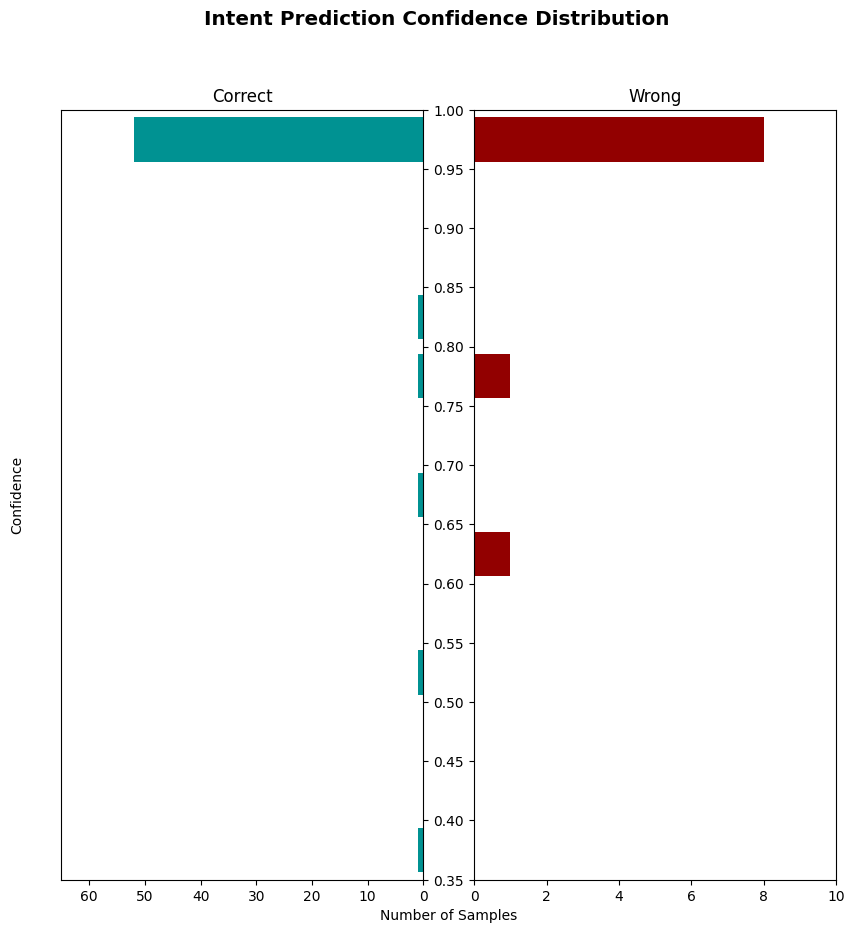 Intent Prediction Confidence Distribution
Correct
Wrong
1.00
0.95
0.90
0.85
0.80
0.75
0.70
0.65
0.60
0.55
0.50
0.45
0.40
0.35
Confidence
60 50 40 30 20 10 0
0 2 4 6 8 10
Number of Samples